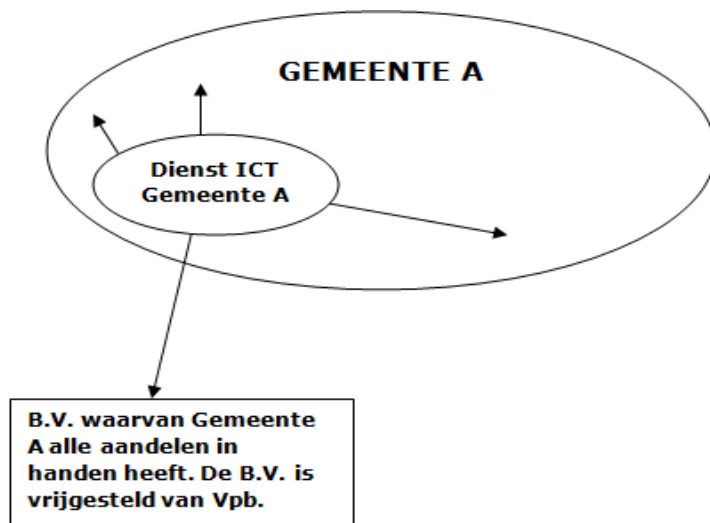 GEMEENTE A
Dienst ICT
Gemeente A
B.V. waarvan Gemeente
A alle aandelen in
handen heeft. De B.V. is
vrijgesteld van Vpb.